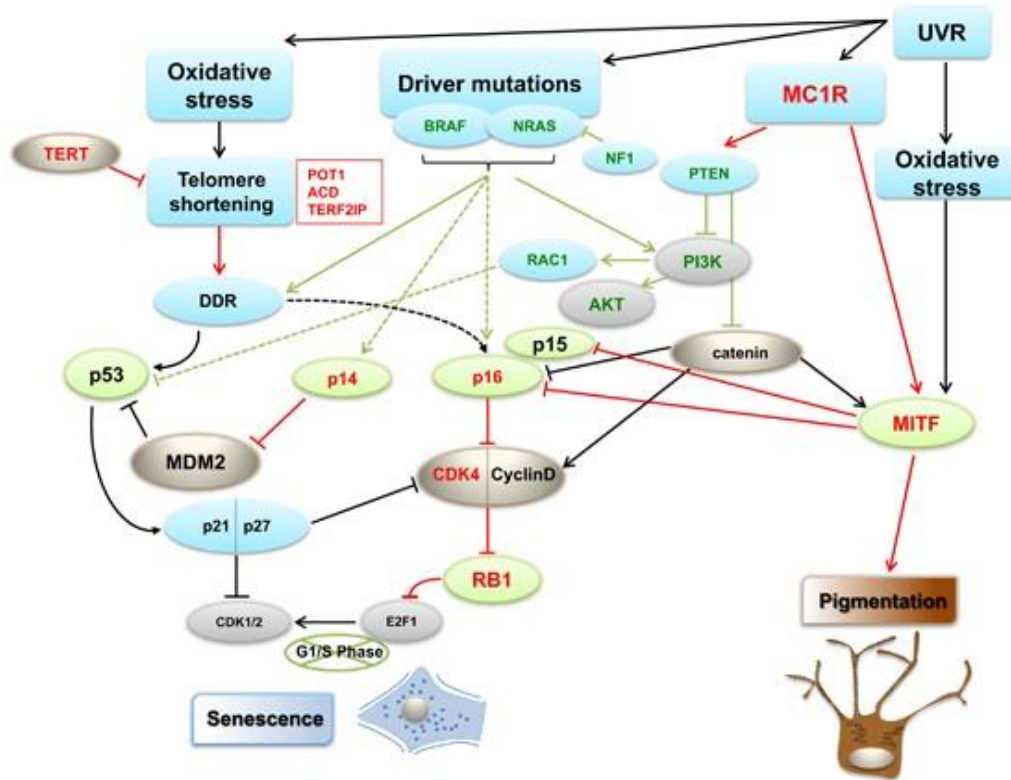 UVR
Oxidative
stress
Driver mutations
BRAF
NRAS
MC1R
TERT
NF1
PTEN
Oxidative
stress
Telomere
shortening
POT1
ACD
TERF2IP
RAC1
PI3K
DDR
AKT
p15
catenin
p53
p14
p16
MITF
MDM2
CDK4
CyclinD
p21
p27
RB1
Pigmentation
CDK1/2
E2F1
G1/S Phase
Senescence